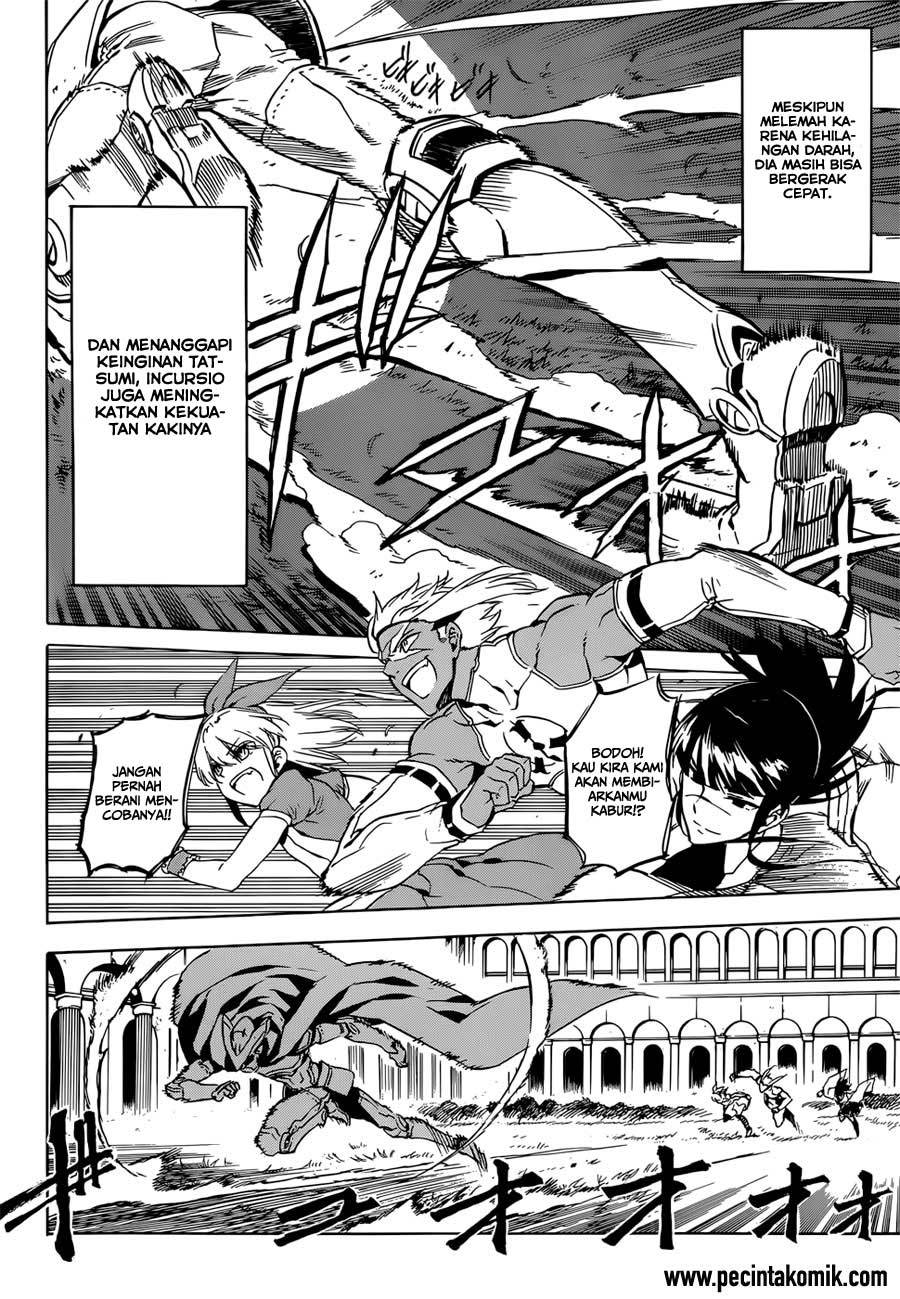 MESKIPUN
MELEMAH KA-
RENA KEHILA-
NGAN DARAH,
DIA MASIH BISA
BERGERAK
CEPAT.
DAN MENANGGAPI
KEINGINAN TAT-
SUMI, INCURSIO
JUGA MENING-
KATKAN KEKUA-
TAN KAKINYA
BODOH!
KAU KIRA KAMI
AKAN MEMBI-
ARKANMU
KABUR!?
JANGAN
PERNAH
BERANI MEN-
COBANYA!!
www.pecintakomik.com